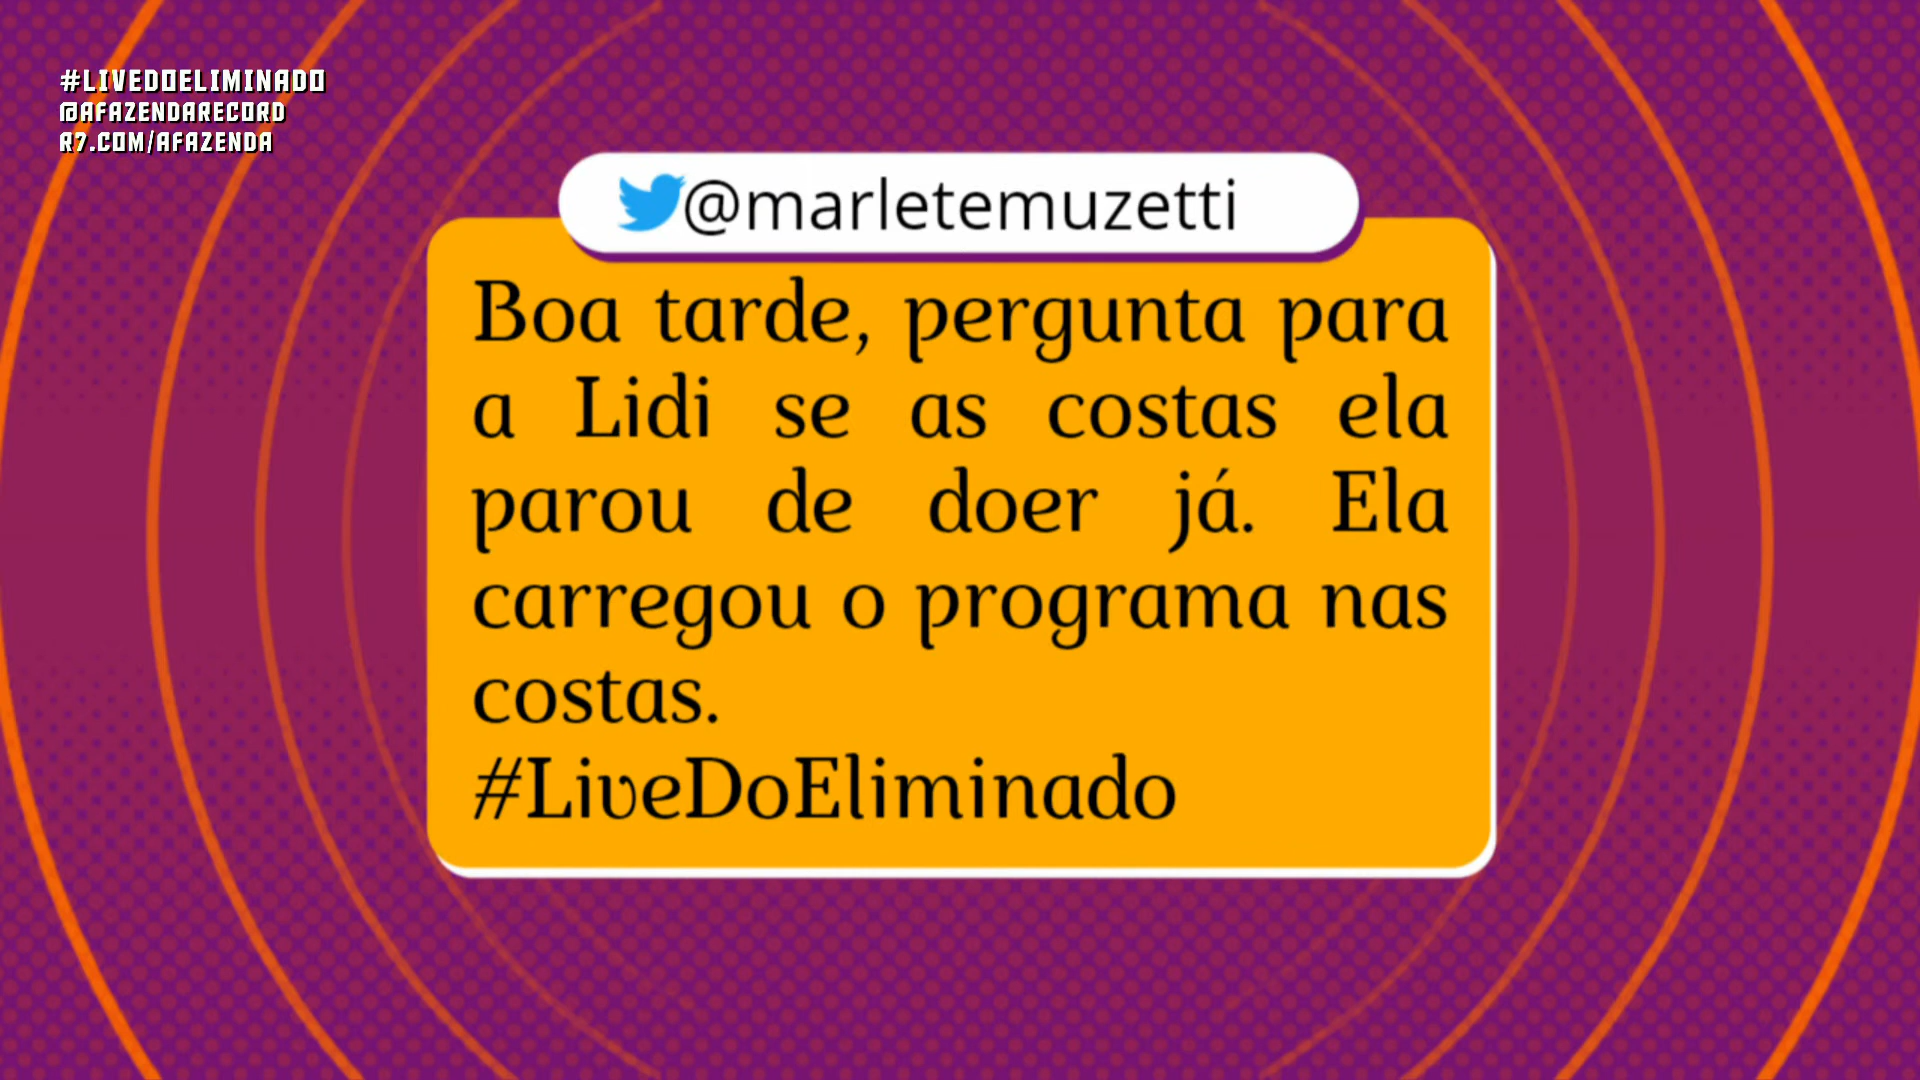 #LIVEDOELIMINADO
@AFAZENDARECORD
R7.COM/AFAZENDA
@marletemuzetti
Boa tarde, pergunta para
a Lidi se as costas ela
parou de doer já. Ela
carregou o programa nas
costas.
#LiveDoEliminado